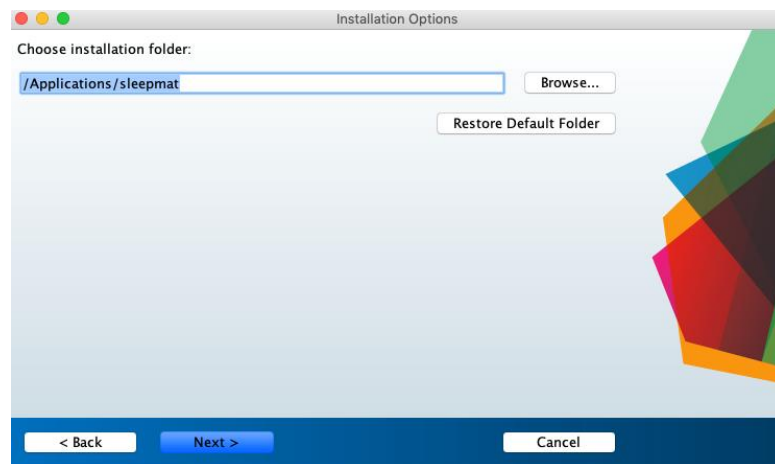 Installation Options
Choose installation folder:
/Applications/sleepmat
Browse...
Restore Default Folder
< Back
Next >
Cancel